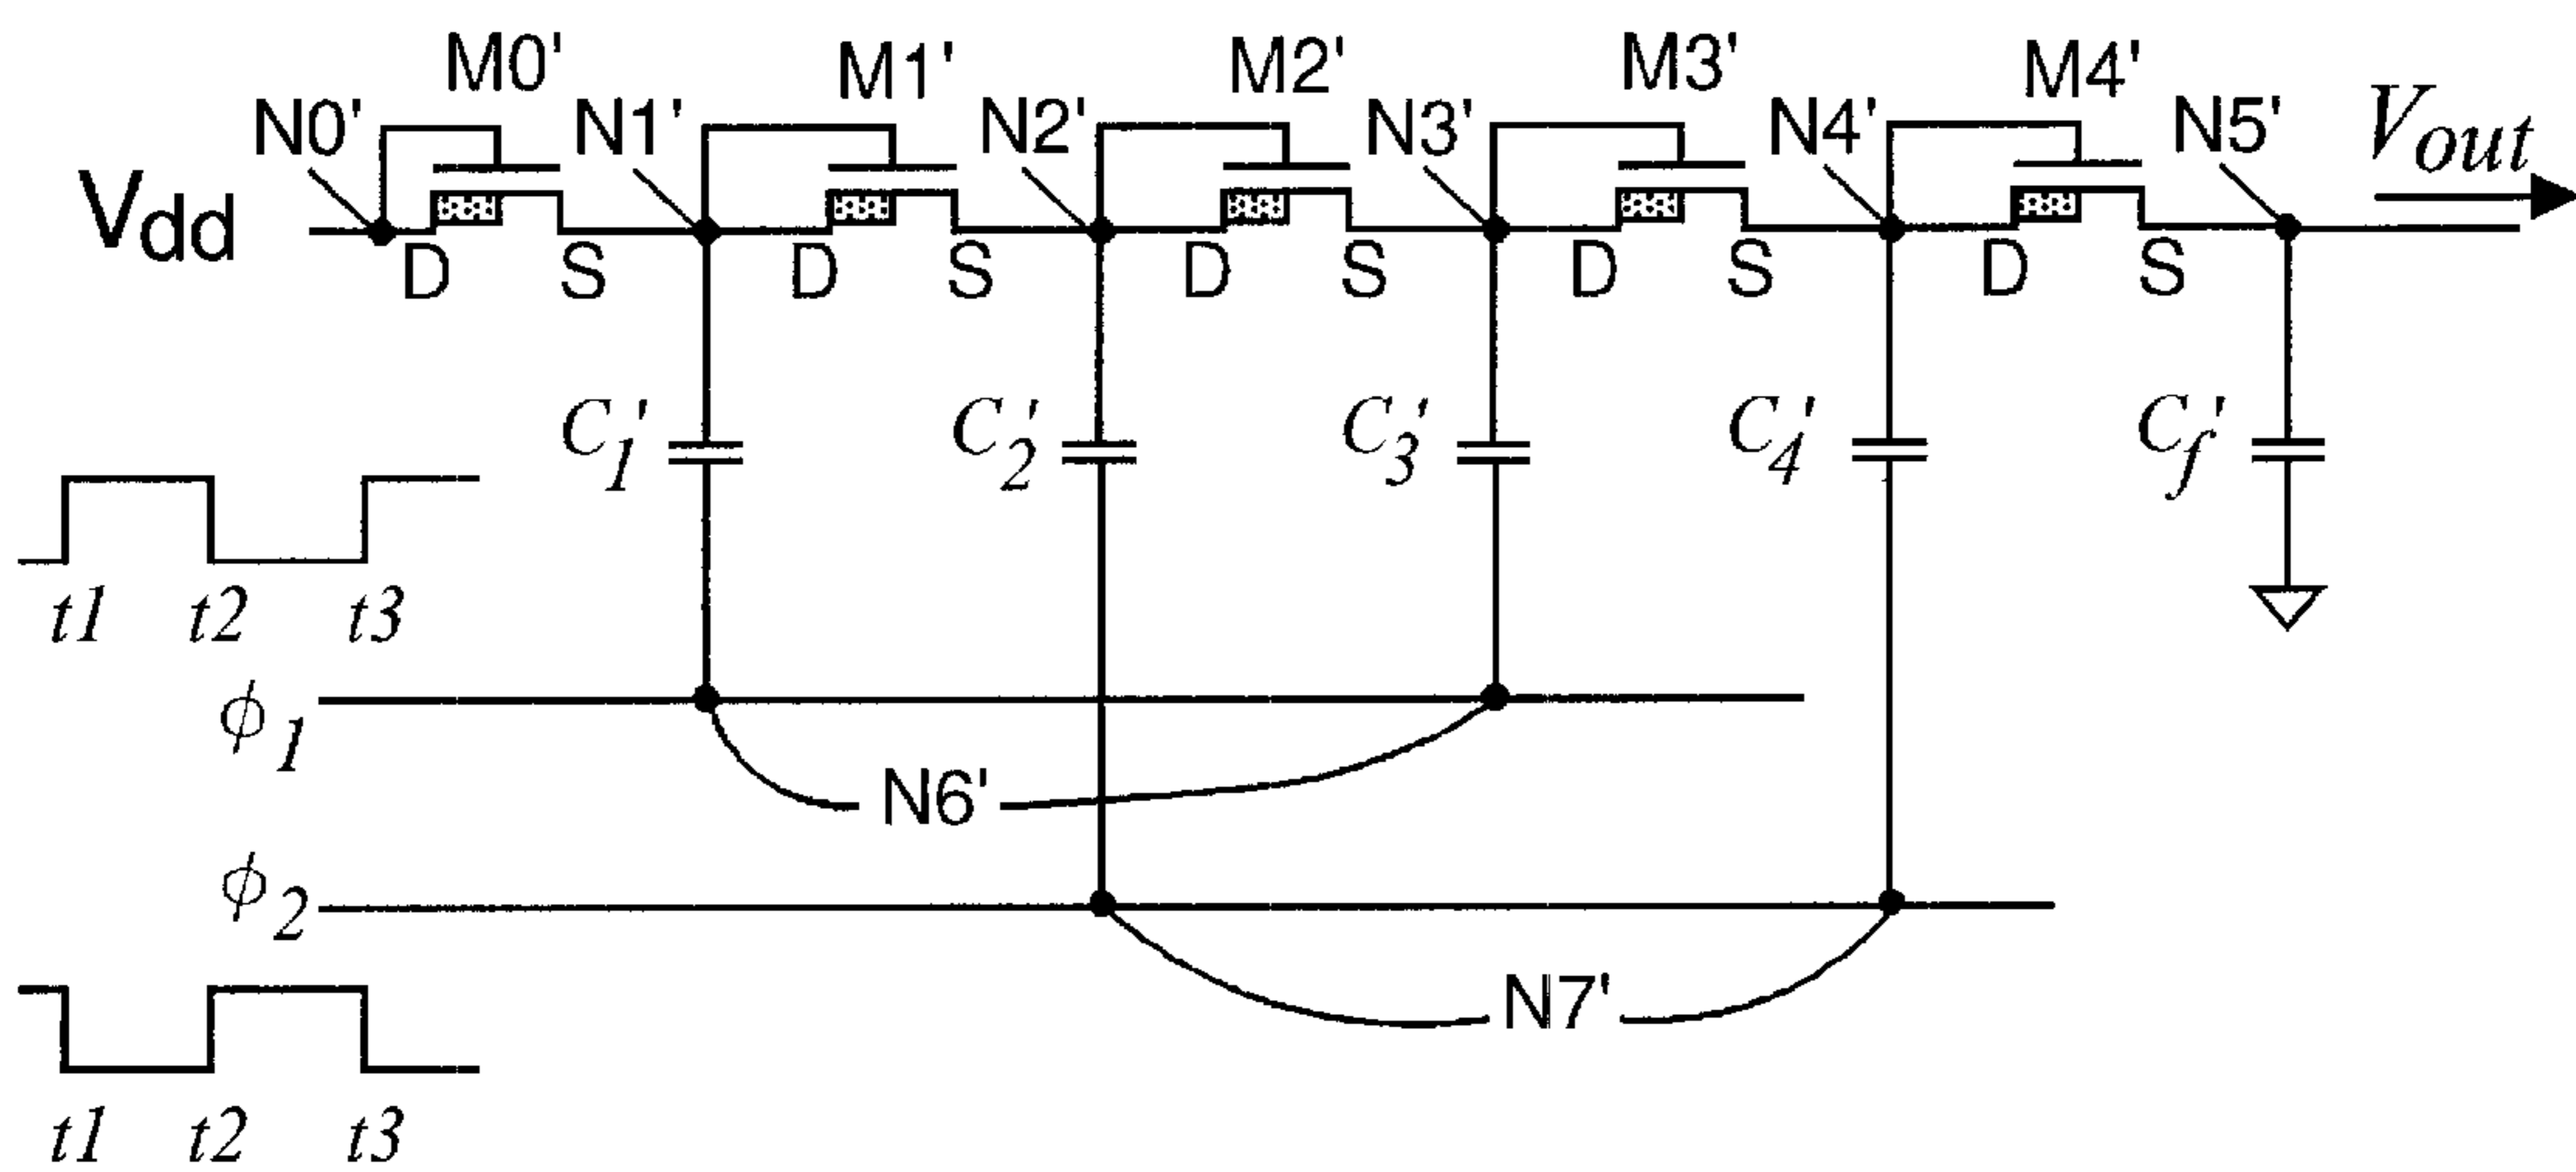 M0' M1' M2' M3' M4'
N0' N1' N2' N3' N4' N5' Vout
Vdd
D S D S D S D S D S
C1' C2' C3' C4' Cf'
t1 t2 t3
ϕ1
N6'
ϕ2
N7'
t1 t2 t3